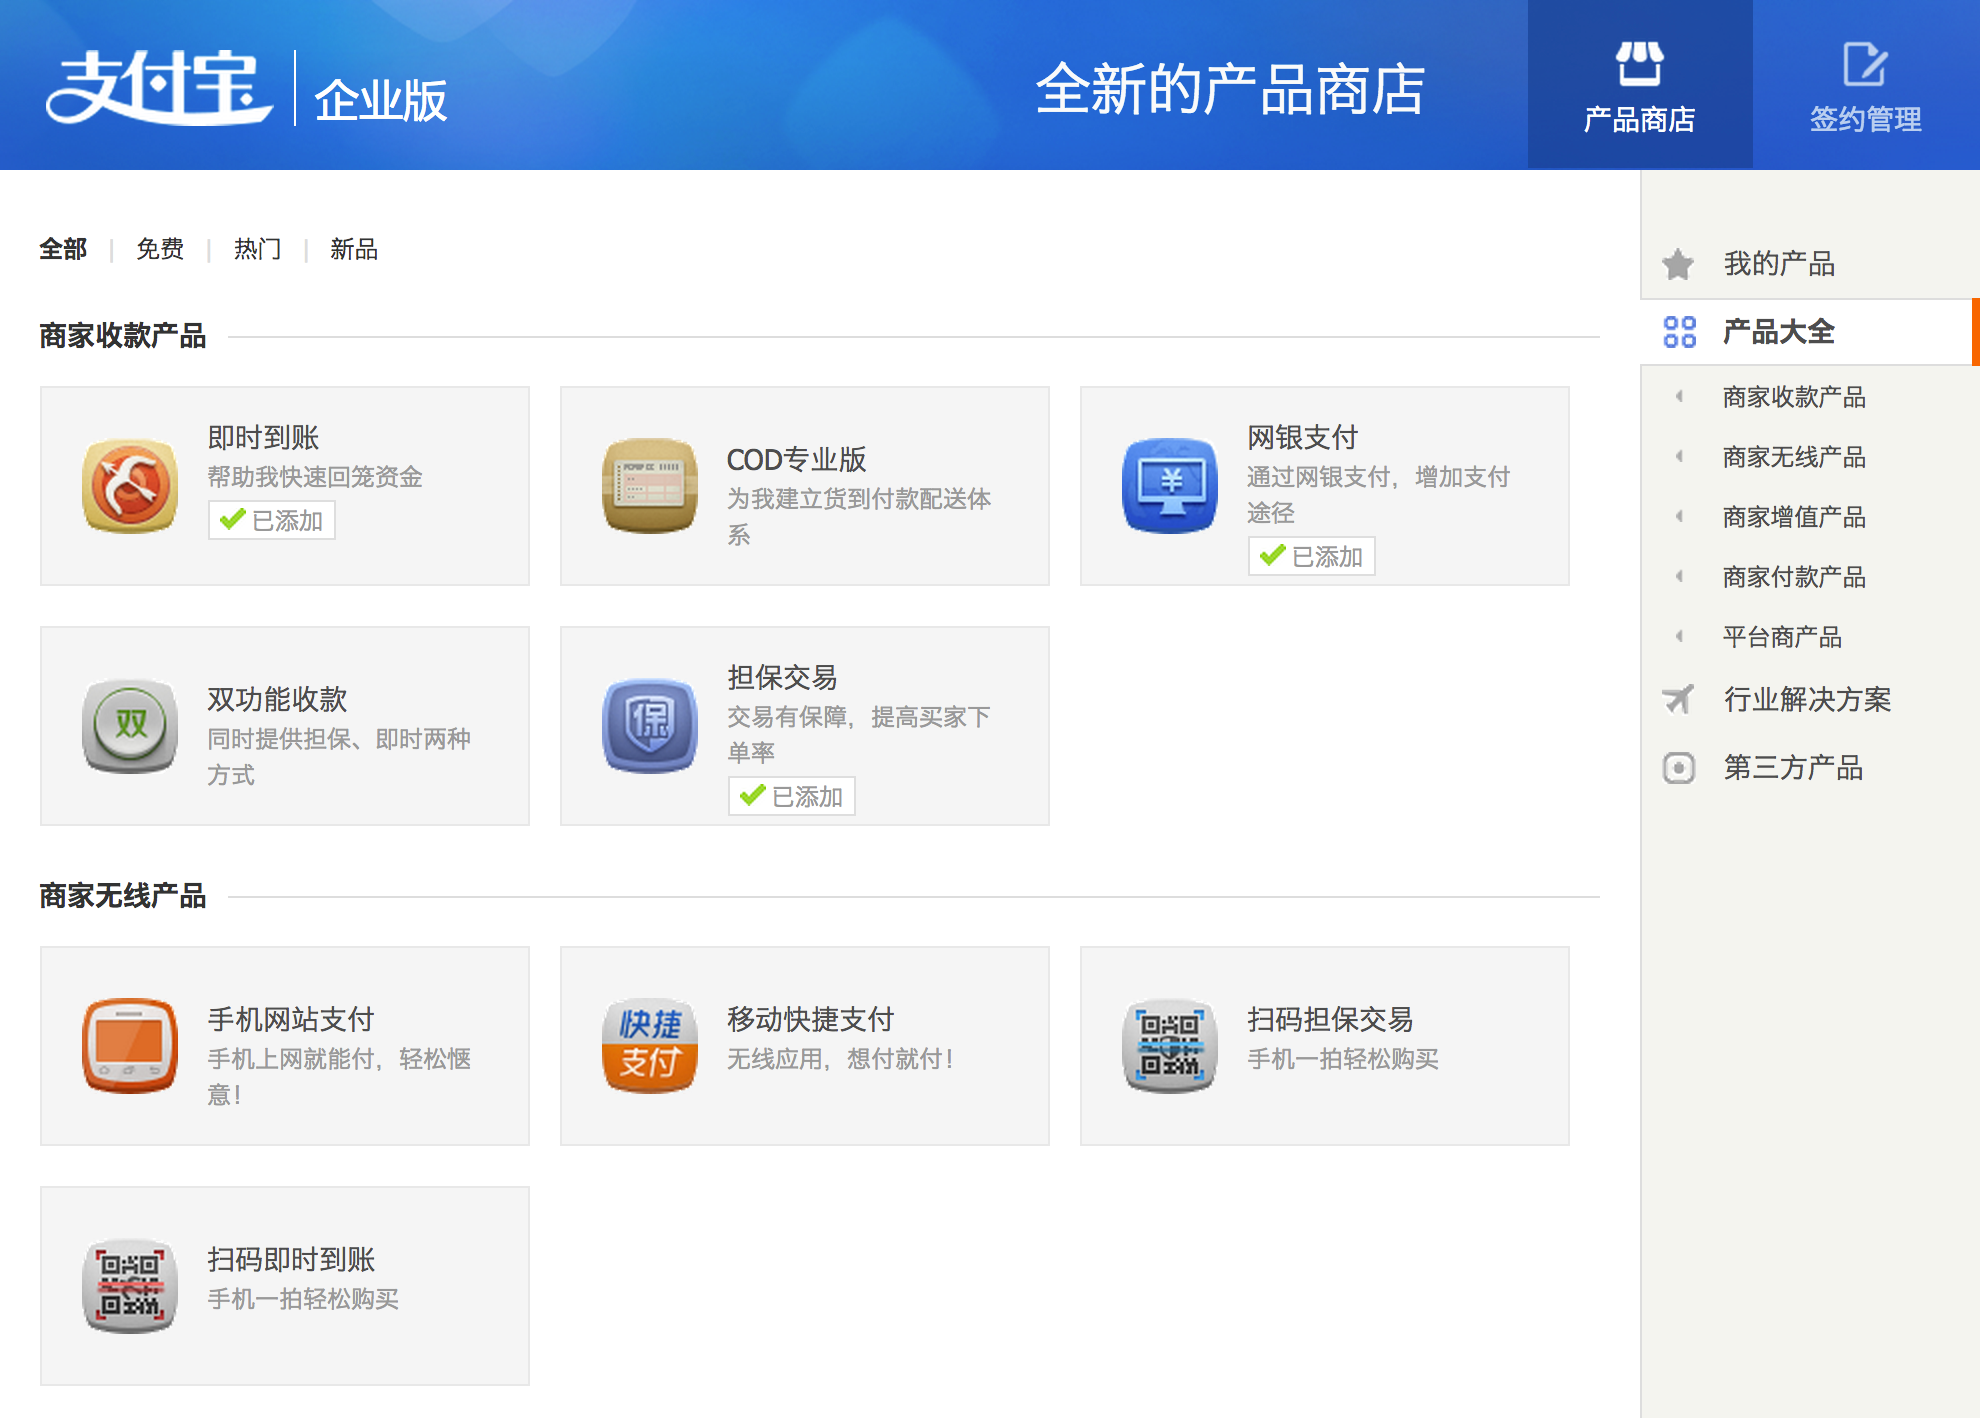 支付宝 企业版
全新的产品商店
产品商店
签约管理
全部 | 免费 | 热门 | 新品
商家收款产品
即时到账
帮助我快速回笼资金
已添加
COD专业版
为我建立货到付款配送体
系
网银支付
通过网银支付，增加支付
途径
已添加
双
双功能收款
同时提供担保、即时两种
方式
保
担保交易
交易有保障，提高买家下
单率
已添加
商家无线产品
手机网站支付
手机上网就能付，轻松惬
意！
快捷
支付
移动快捷支付
无线应用，想付就付！
扫码担保交易
手机一拍轻松购买
扫码即时到账
手机一拍轻松购买
我的产品
产品大全
商家收款产品
商家无线产品
商家增值产品
商家付款产品
平台商产品
行业解决方案
第三方产品